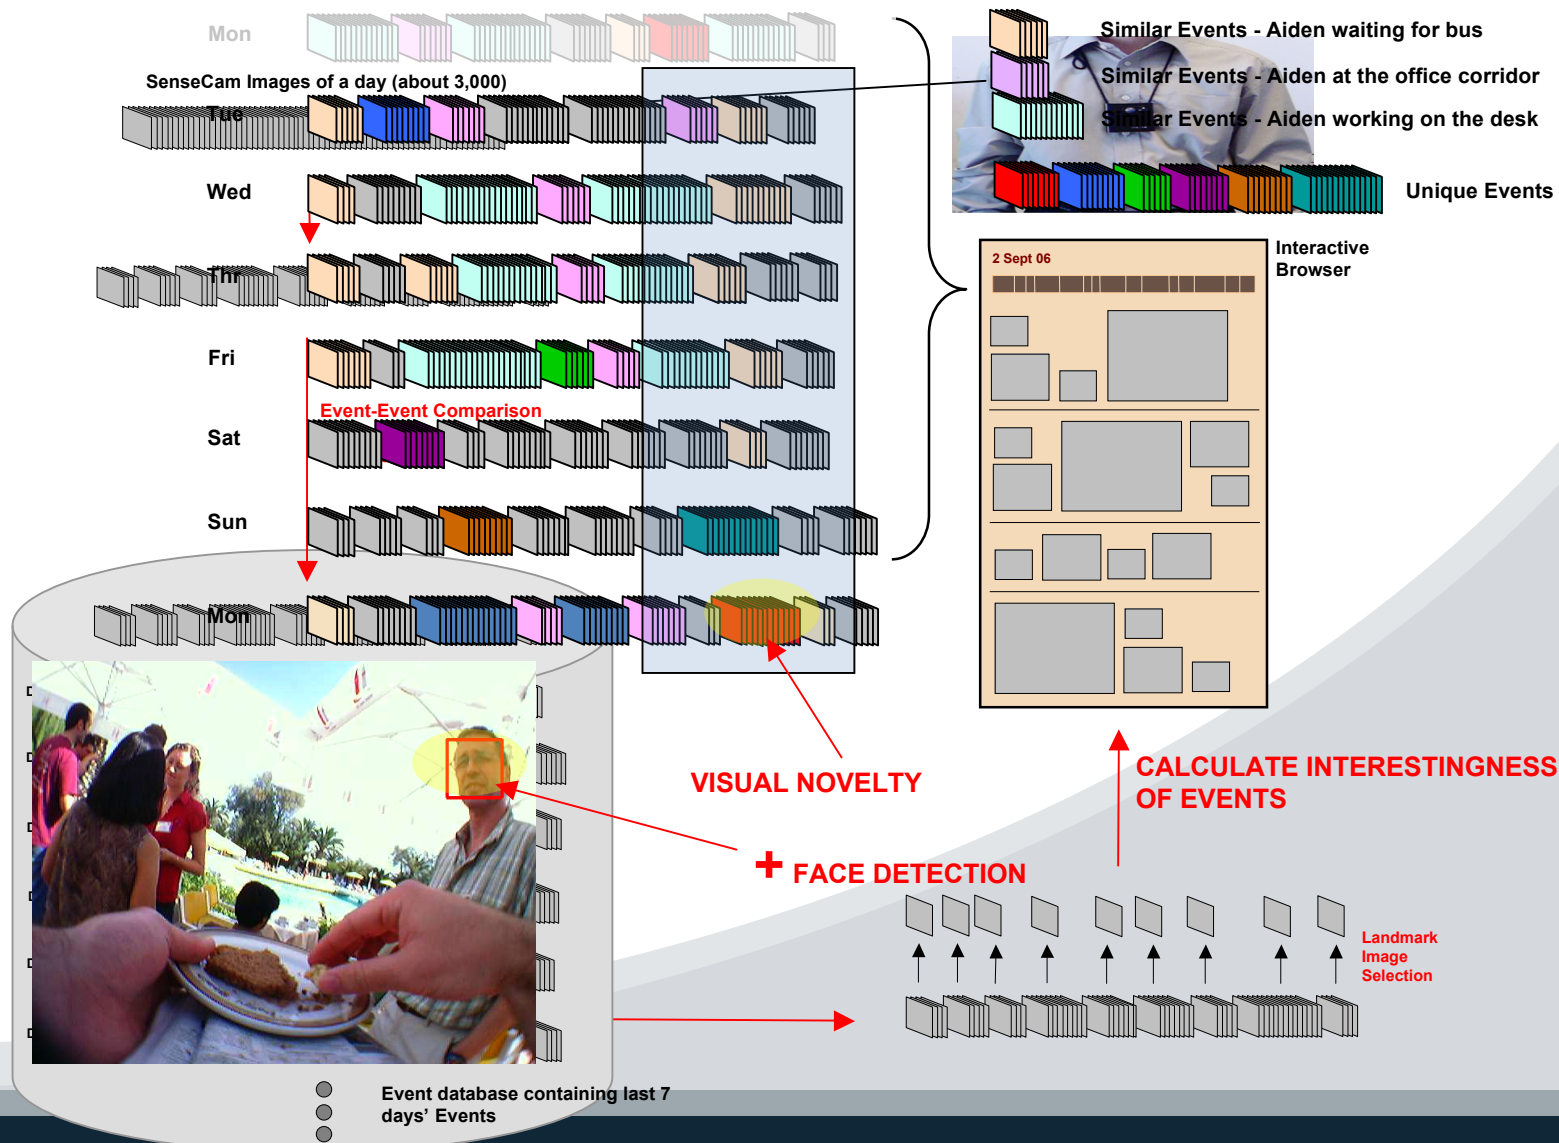 Mon
SenseCam Images of a day (about 3,000)
Tue
Wed
Thr
Fri
Event-Event Comparison
Sat
Sun
Mon
Similar Events - Aiden waiting for bus
Similar Events - Aiden at the office corridor
Similar Events - Aiden working on the desk
Unique Events
Interactive
Browser
2 Sept 06
VISUAL NOVELTY
CALCULATE INTERESTINGNESS
OF EVENTS
+ FACE DETECTION
Landmark
Image
Selection
Event database containing last 7
days’ Events